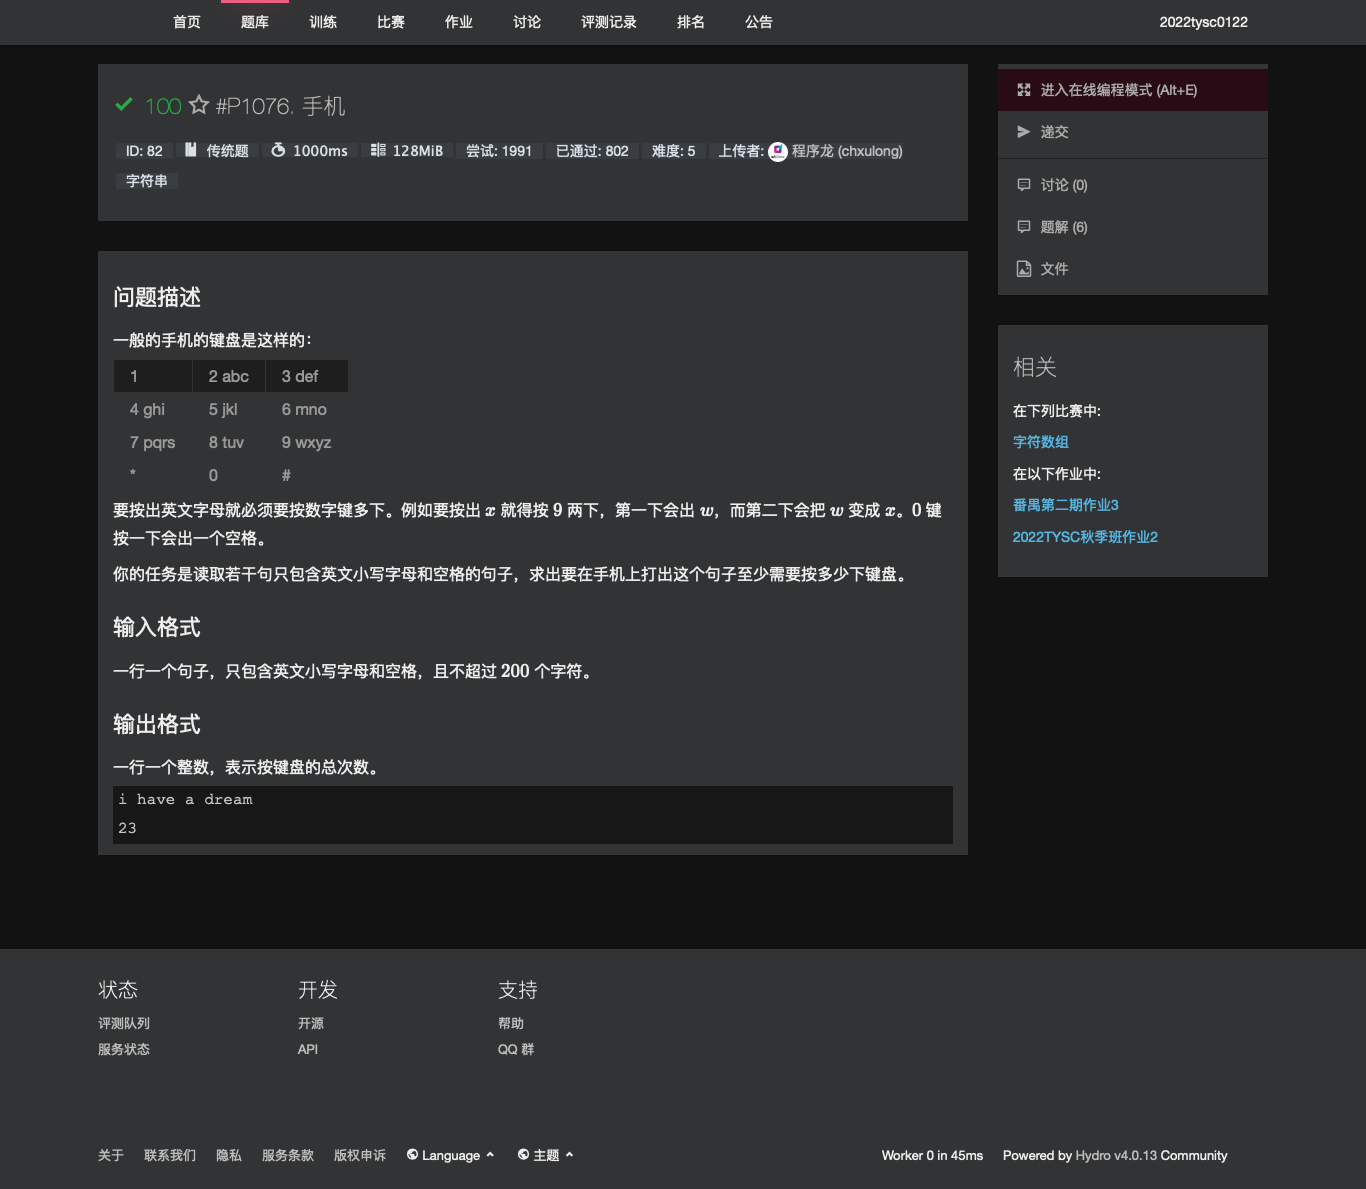 首页 题库 训练 比赛 作业 讨论 评测记录 排名 公告 2022tysc0122
100 #P1076. 手机
ID: 82 传统题 1000ms 128MiB 尝试: 1991 已通过: 802 难度: 5 上传者: 程序龙 (chxulong)
字符串
进入在线编程模式 (Alt+E)
递交
讨论 (0)
题解 (6)
文件
问题描述
一般的手机的键盘是这样的：
1 2 abc 3 def
4 ghi 5 jkl 6 mno
7 pqrs 8 tuv 9 wxyz
* 0 #
要按出英文字母就必须要按数字键多下。例如要按出 x 就得按 9 两下，第一下会出 w，而第二下会把 w 变成 x。0 键
按一下会出一个空格。
你的任务是读取若干句只包含英文小写字母和空格的句子，求出要在手机上打出这个句子至少需要按多少下键盘。
输入格式
一行一个句子，只包含英文小写字母和空格，且不超过 200 个字符。
输出格式
一行一个整数，表示按键盘的总次数。
i have a dream
23
相关
在下列比赛中:
字符数组
在以下作业中:
番禺第二期作业3
2022TYSC秋季班作业2
状态 开发 支持
评测队列 开源 帮助
服务状态 API QQ 群
关于 联系我们 隐私 服务条款 版权申诉 Language 主题 Worker 0 in 45ms Powered by Hydro v4.0.13 Community